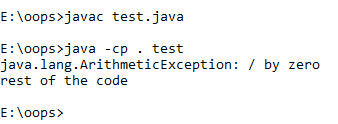 E:\oops>javac test.java
E:\oops>java -cp . test
java.lang.ArithmeticException: / by zero
rest of the code
E:\oops>